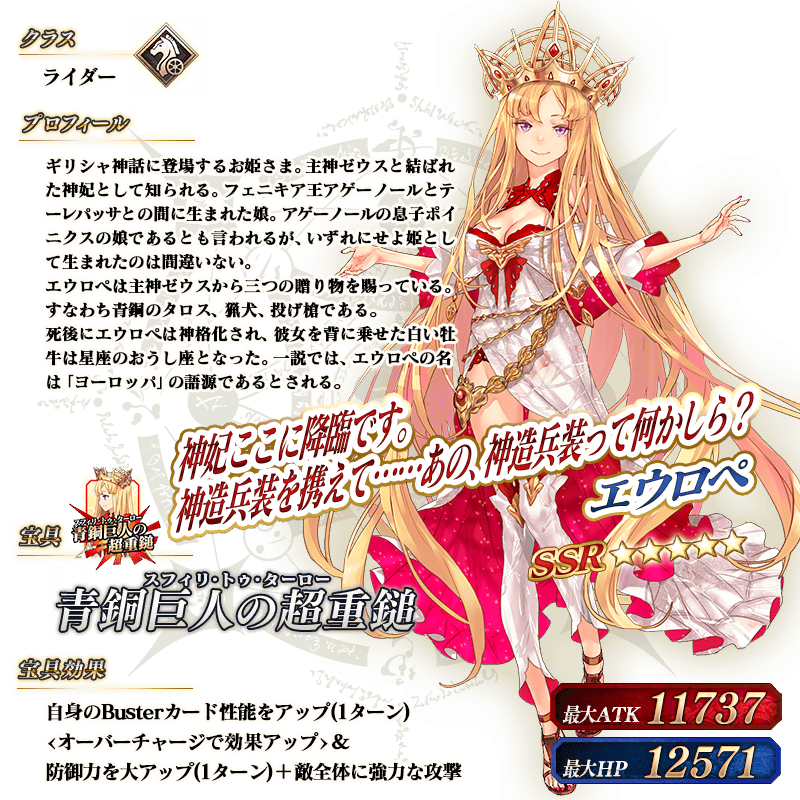 クラス
ライダー
プロフィール
ギリシャ神話に登場するお姫さま。主神ゼウスと結ばれ
た神妃として知られる。フェニキア王アゲーノールとテ
ーレパッサとの間に生まれた娘。アゲーノールの息子ポイ
ニクスの娘であるとも言われるが、いずれにせよ姫とし
て生まれたのは間違いない。
エウロペは主神ゼウスから三つの贈り物を賜っている。
すなわち青銅のタロス、猟犬、投げ槍である。
死後にエウロペは神格化され、彼女を背に乗せた白い牡
牛は星座のおうし座となった。一説では、エウロペの名
は「ヨーロッパ」の語源であるとされる。
神妃ここに降臨です。
神造兵装を携えて……あの、神造兵装って何かしら?
エウロペ
SSR
宝具
スフィリ・トゥ・ターロー
青銅巨人の
超重鎚
スフィリ・トゥ・ターロー
青銅巨人の超重鎚
宝具効果
自身のBusterカード性能をアップ(1ターン)
<オーバーチャージで効果アップ>&
防御力を大アップ(1ターン)+敵全体に強力な攻撃
最大ATK 11737
最大HP 12571